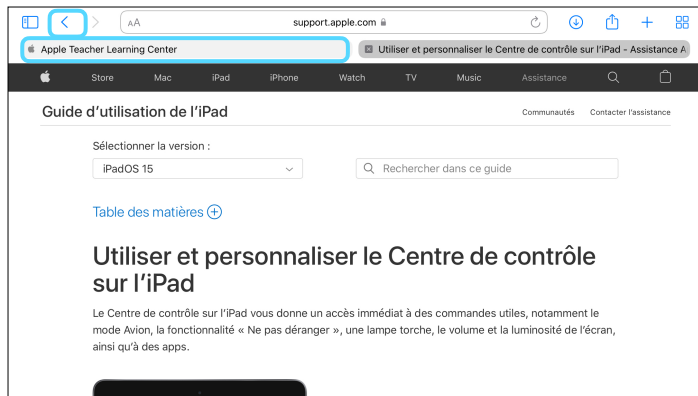 AA
support.apple.com
Apple Teacher Learning Center
Utiliser et personnaliser le Centre de contrôle sur l'iPad - Assistance A
Store Mac iPad iPhone Watch TV Music Assistance
Guide d'utilisation de l'iPad
Communautés Contacter l'assistance
Sélectionner la version :
iPadOS 15
Rechercher dans ce guide
Table des matières
Utiliser et personnaliser le Centre de contrôle
sur l'iPad
Le Centre de contrôle sur l'iPad vous donne un accès immédiat à des commandes utiles, notamment le
mode Avion, la fonctionnalité « Ne pas déranger », une lampe torche, le volume et la luminosité de l'écran,
ainsi qu'à des apps.